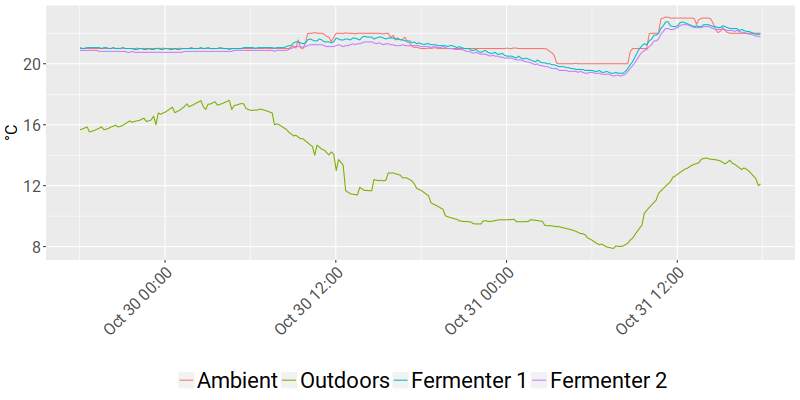 °C
20
16
12
8
Oct 30 00:00
Oct 30 12:00
Oct 31 00:00
Oct 31 12:00
Ambient Outdoors Fermenter 1 Fermenter 2